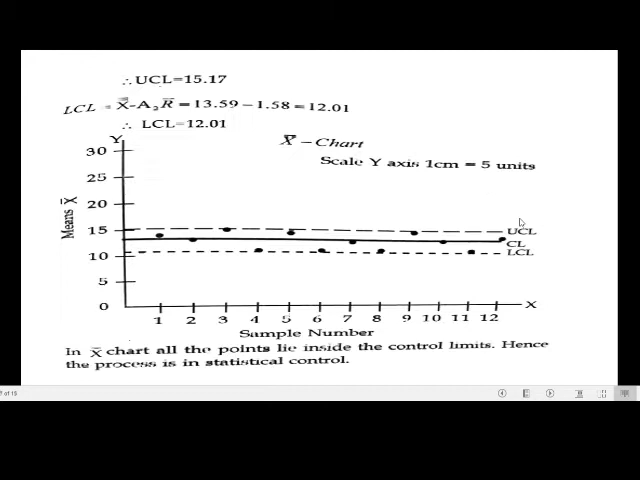 ∴ UCL=15.17
LCL = X̿-A₂R̅ = 13.59 – 1.58 = 12.01
∴ LCL=12.01
X̅ – Chart
Scale Y axis 1cm = 5 units
Y
Means X̅
30
25
20
15
10
5
0
UCL
CL
LCL
1 2 3 4 5 6 7 8 9 10 11 12
X
Sample Number
In X̅ chart all the points lie inside the control limits. Hence
the process is in statistical control.
of 15